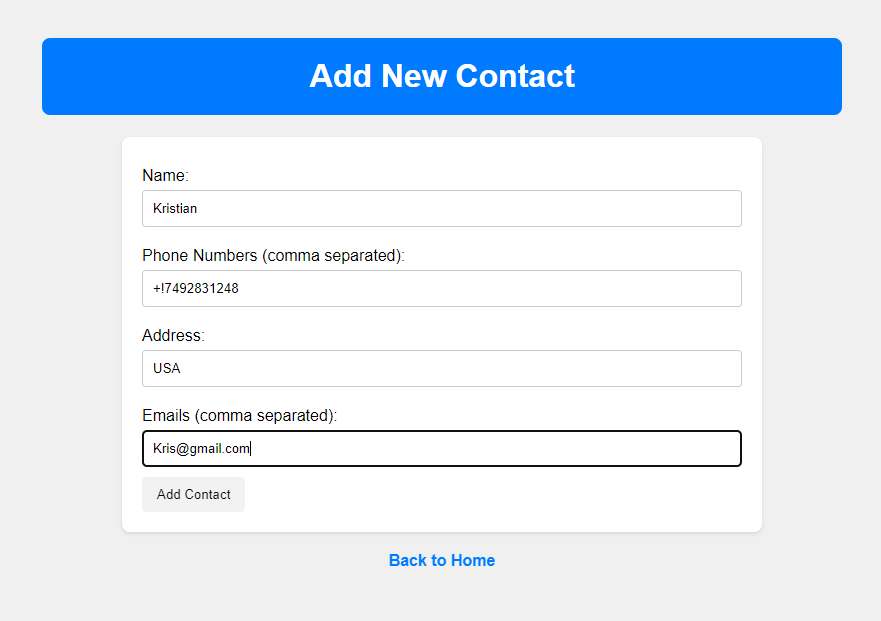 Add New Contact
Name:
Kristian
Phone Numbers (comma separated):
+!7492831248
Address:
USA
Emails (comma separated):
Kris@gmail.com
Add Contact
Back to Home